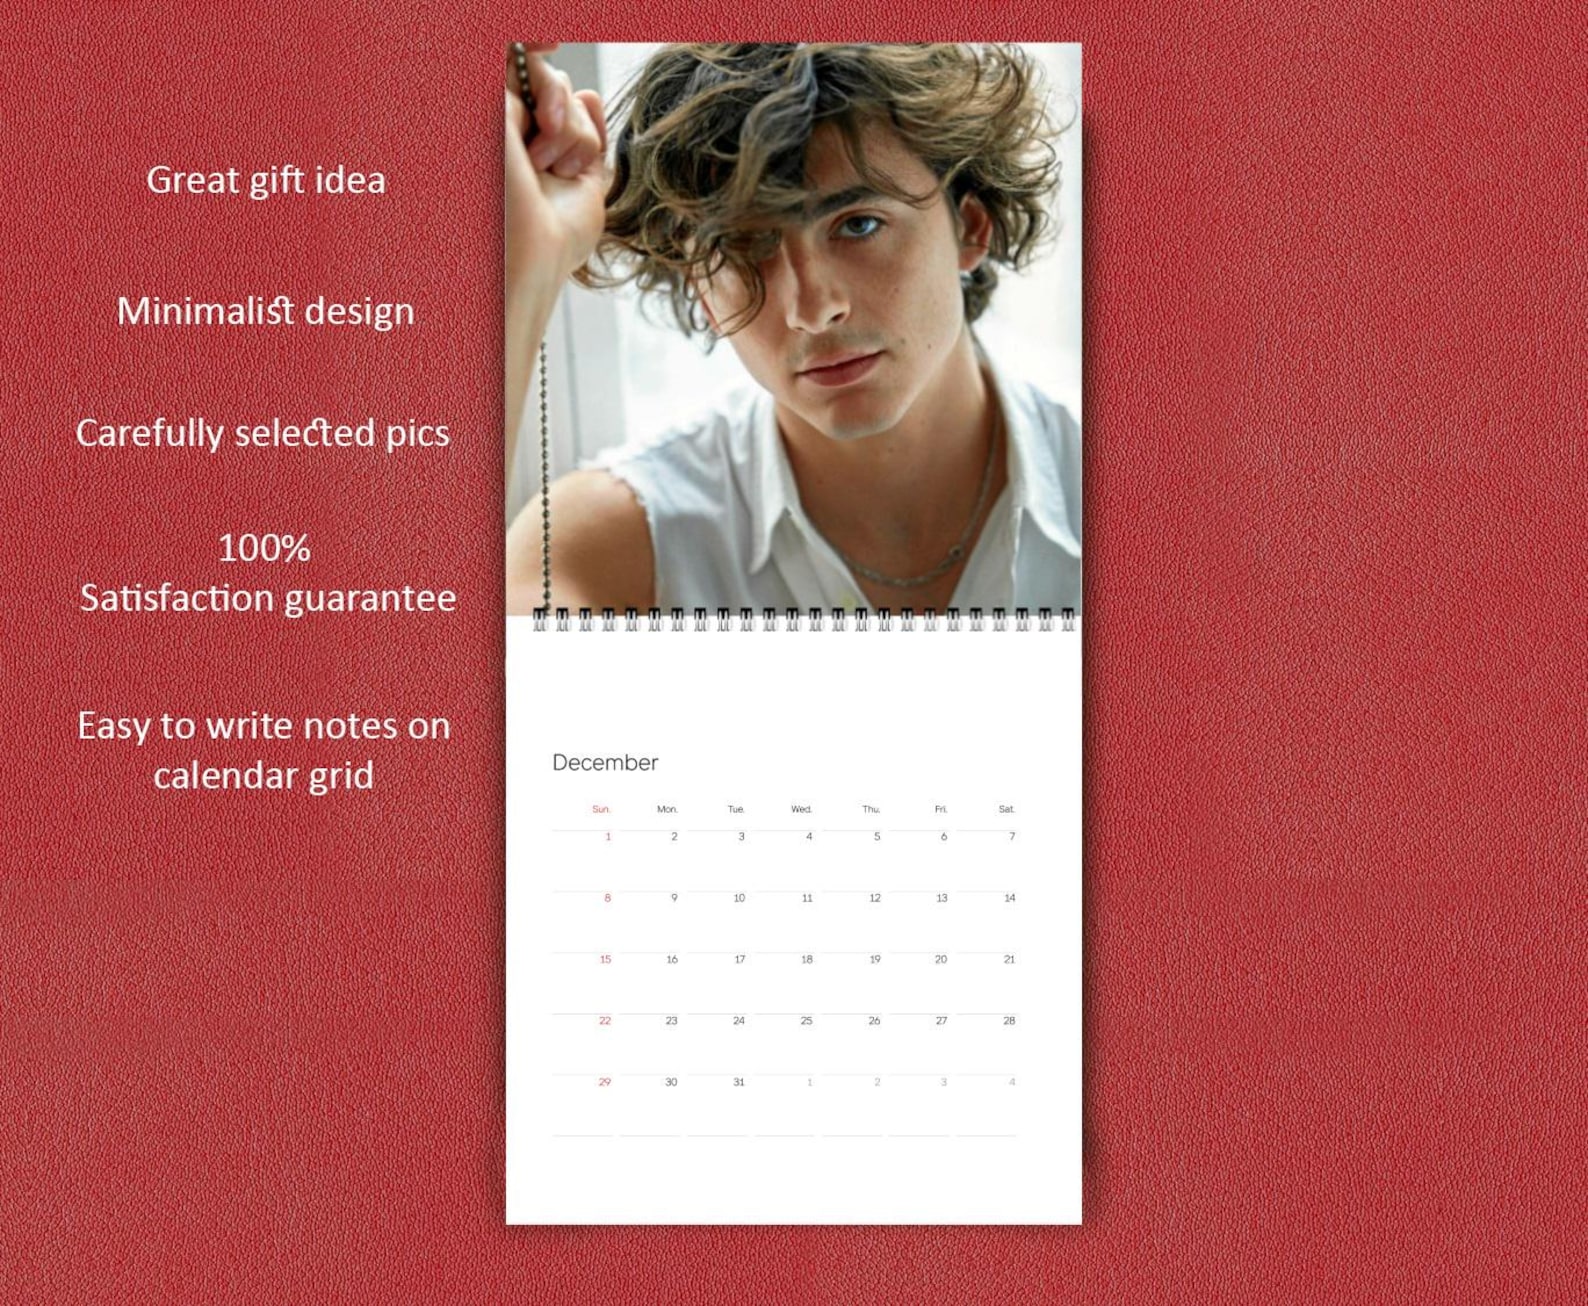 Great gift idea
Minimalist design
Carefully selected pics
100%
Satisfaction guarantee
Easy to write notes on
calendar grid
December
Sun. Mon. Tue. Wed. Thu. Fri. Sat.
1 2 3 4 5 6 7
8 9 10 11 12 13 14
15 16 17 18 19 20 21
22 23 24 25 26 27 28
29 30 31 1 2 3 4